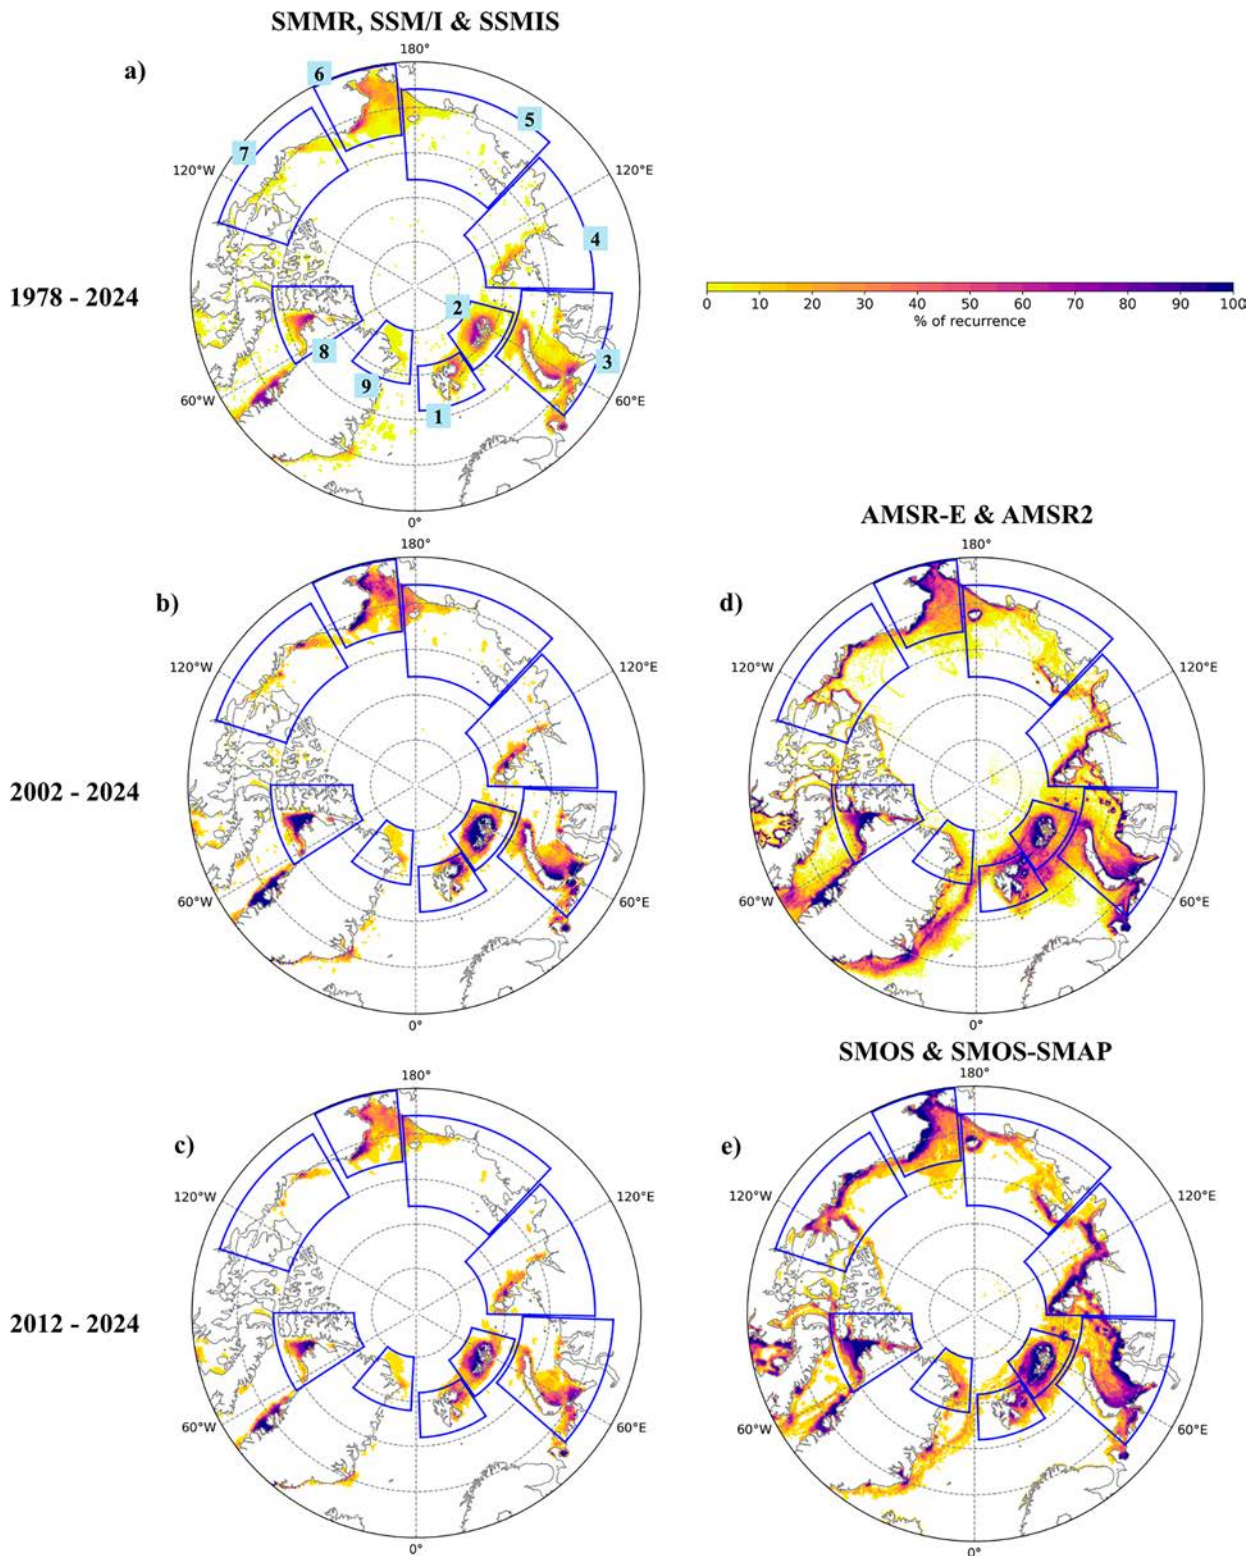 SMMR, SSM/I & SSMIS
a)
180°
6
5
7
120°W
120°E
4
1978 - 2024
0 10 20 30 40 50 60 70 80 90 100
% of recurrence
2
8
3
9
1
60°W
60°E
0°
AMSR-E & AMSR2
b)
180°
d)
180°
120°W
120°E
120°W
120°E
2002 - 2024
60°W
60°E
60°W
60°E
0°
0°
SMOS & SMOS-SMAP
c)
180°
e)
180°
120°W
120°E
120°W
120°E
2012 - 2024
60°W
60°E
60°W
60°E
0°
0°